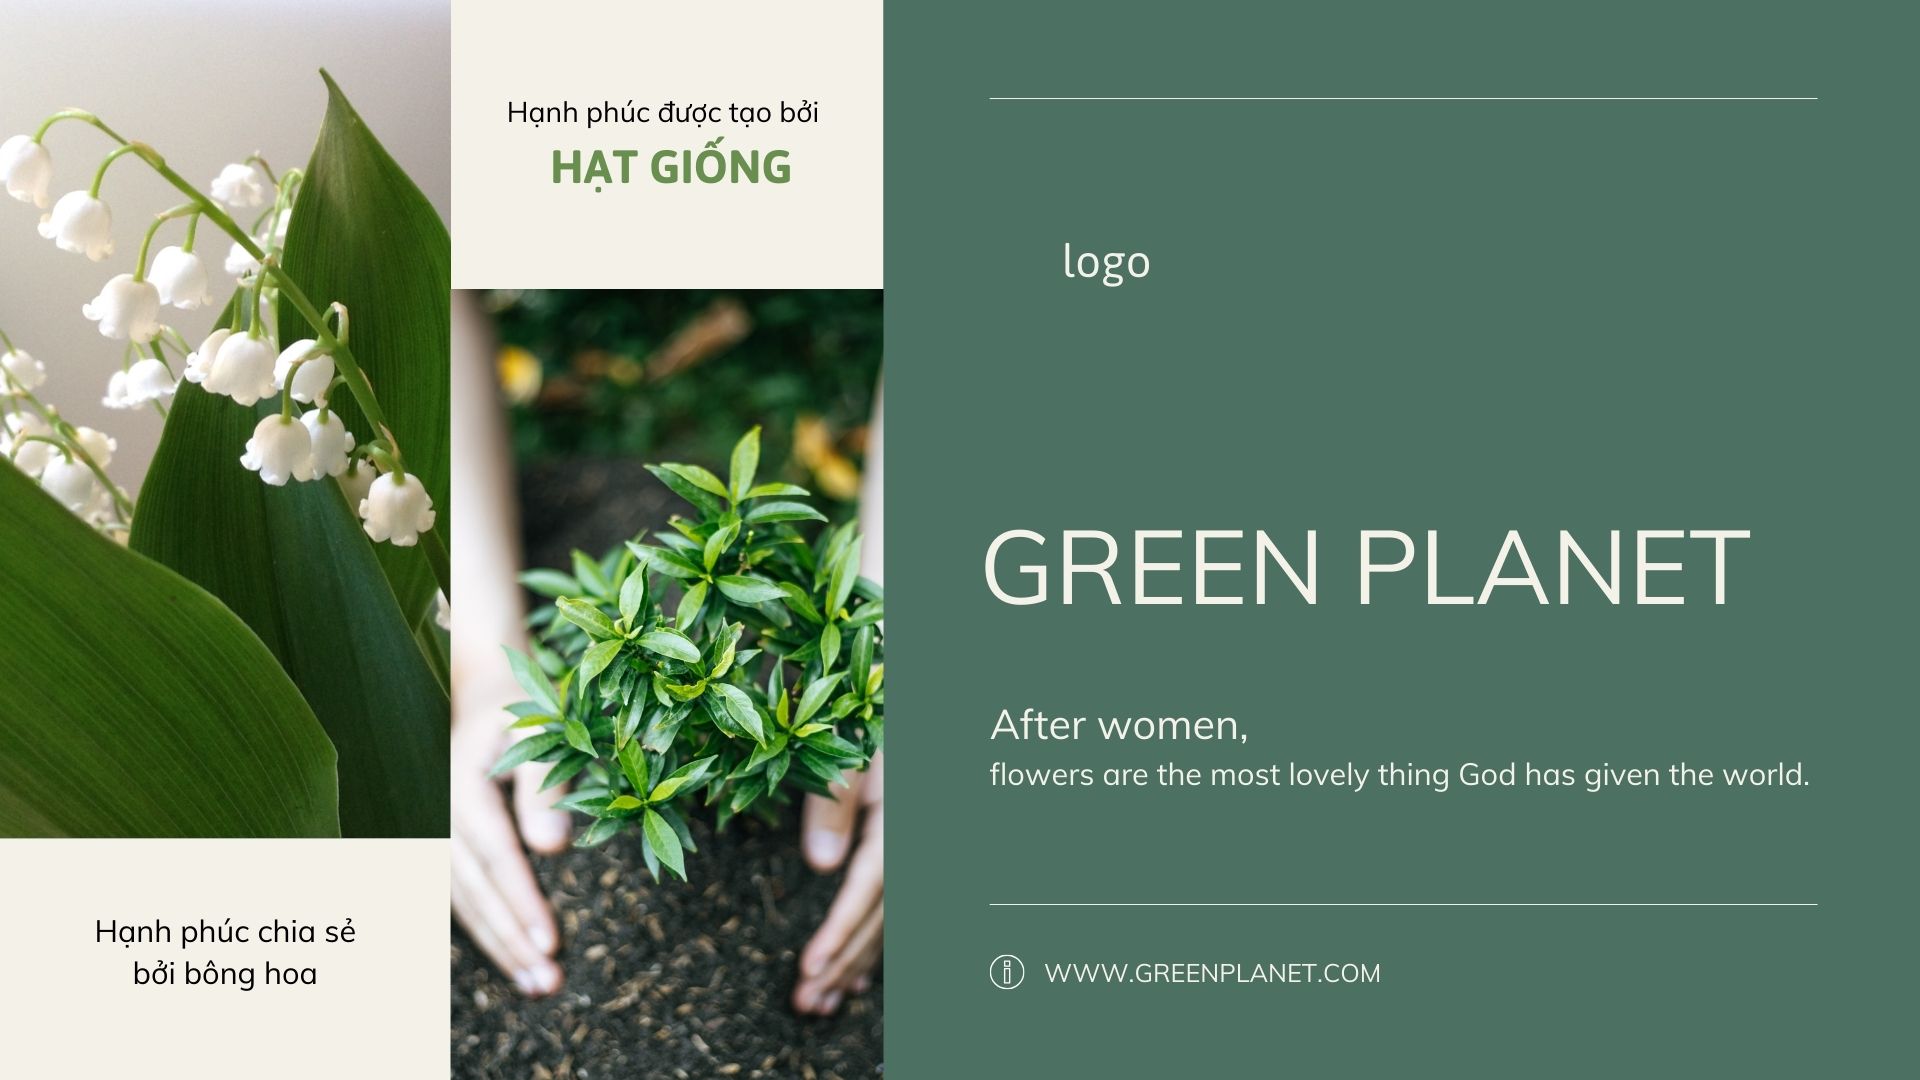 Hạnh phúc được tạo bởi
HẠT GIỐNG
Hạnh phúc chia sẻ
bởi bông hoa
logo
GREEN PLANET
After women,
flowers are the most lovely thing God has given the world.
WWW.GREENPLANET.COM